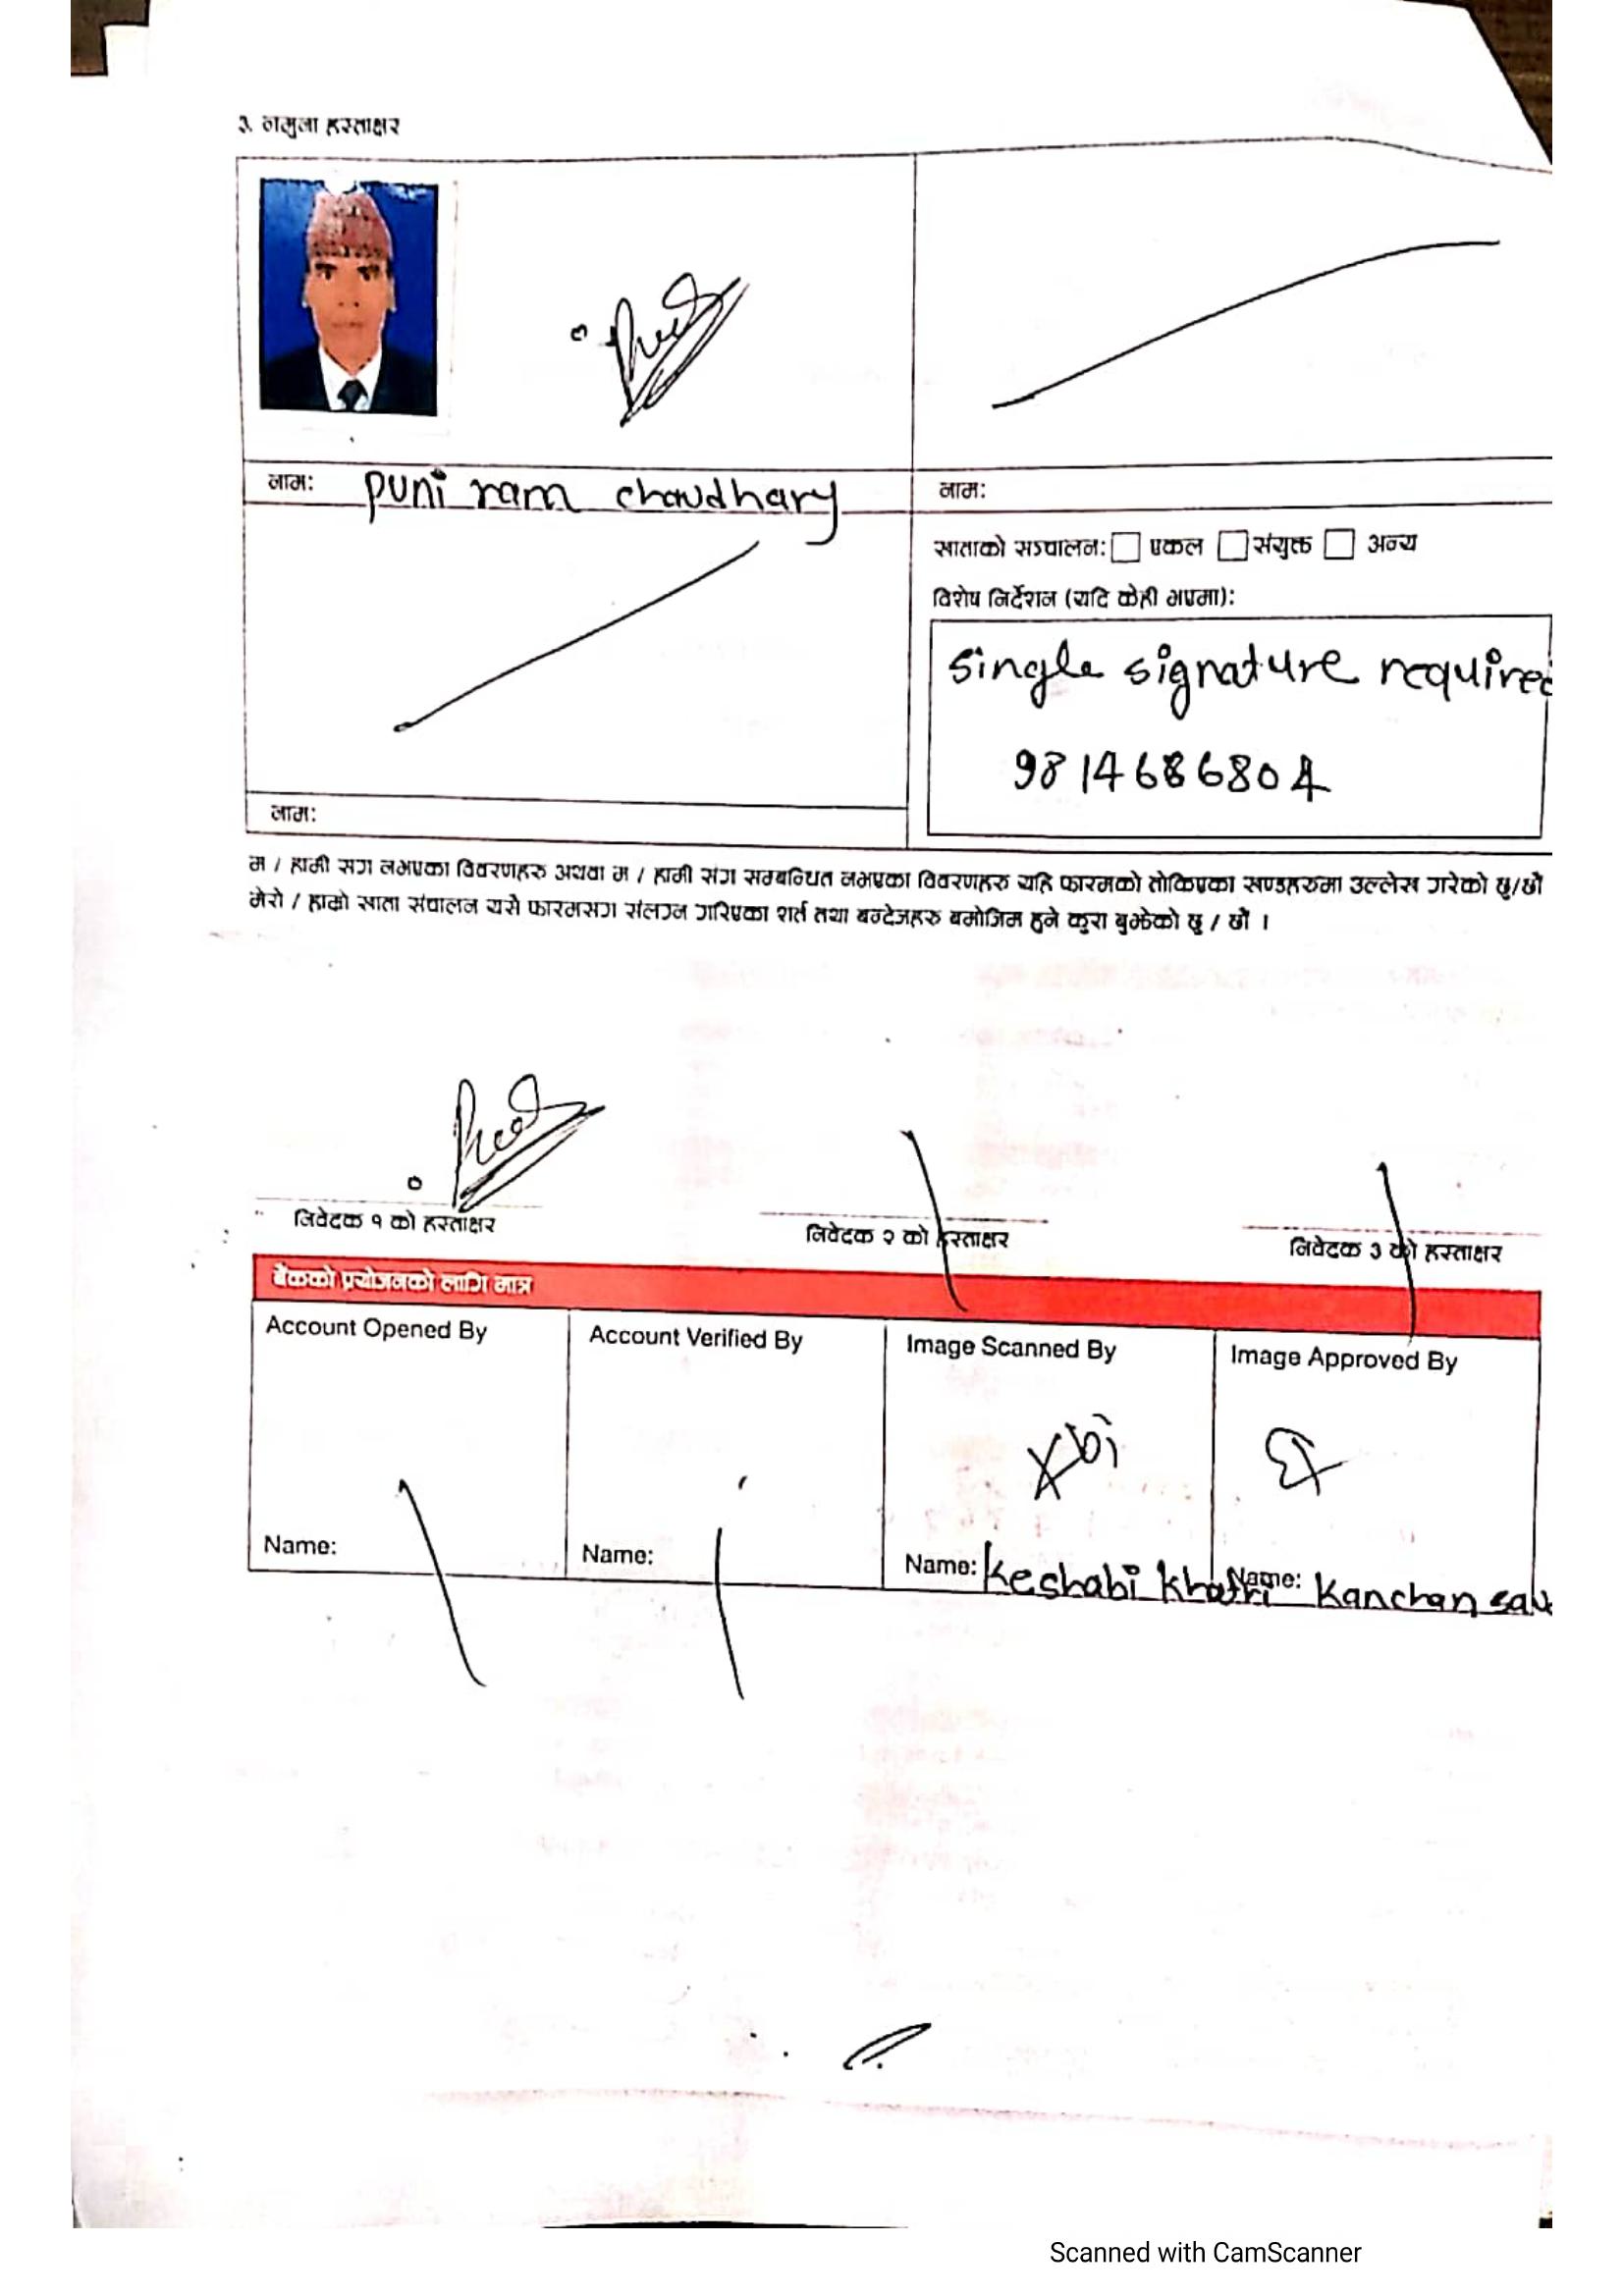 ३. नमुना हस्ताक्षर
नाम: puni ram chaudhary
नाम:
खाताको सञ्चालन: एकल संयुक्त अन्य
विशेष निर्देशन (यदि केही भएमा):
single signature required
9814686804
नाम:
म / हामी सग नभएका विवरणहरु अथवा म / हामी संग सम्बन्धित नभएका विवरणहरु यहि फारमको तोकिएका खण्डहरुमा उल्लेख गरेको छु/छौं
मेरो / हाम्रो खाता संचालन यसै फारमसग संलग्न गरिएका शर्त तथा बन्देजहरु बमोजिम हुने कुरा बुझेको छु / छौं ।
निवेदक १ को हस्ताक्षर
निवेदक २ को हस्ताक्षर
निवेदक ३ को हस्ताक्षर
बैंकको प्रयोजनको लागि मात्र
Account Opened By
Account Verified By
Image Scanned By
Image Approved By
Name:
Name:
Name: Keshabi khatri
Name: Kanchan
Scanned with CamScanner